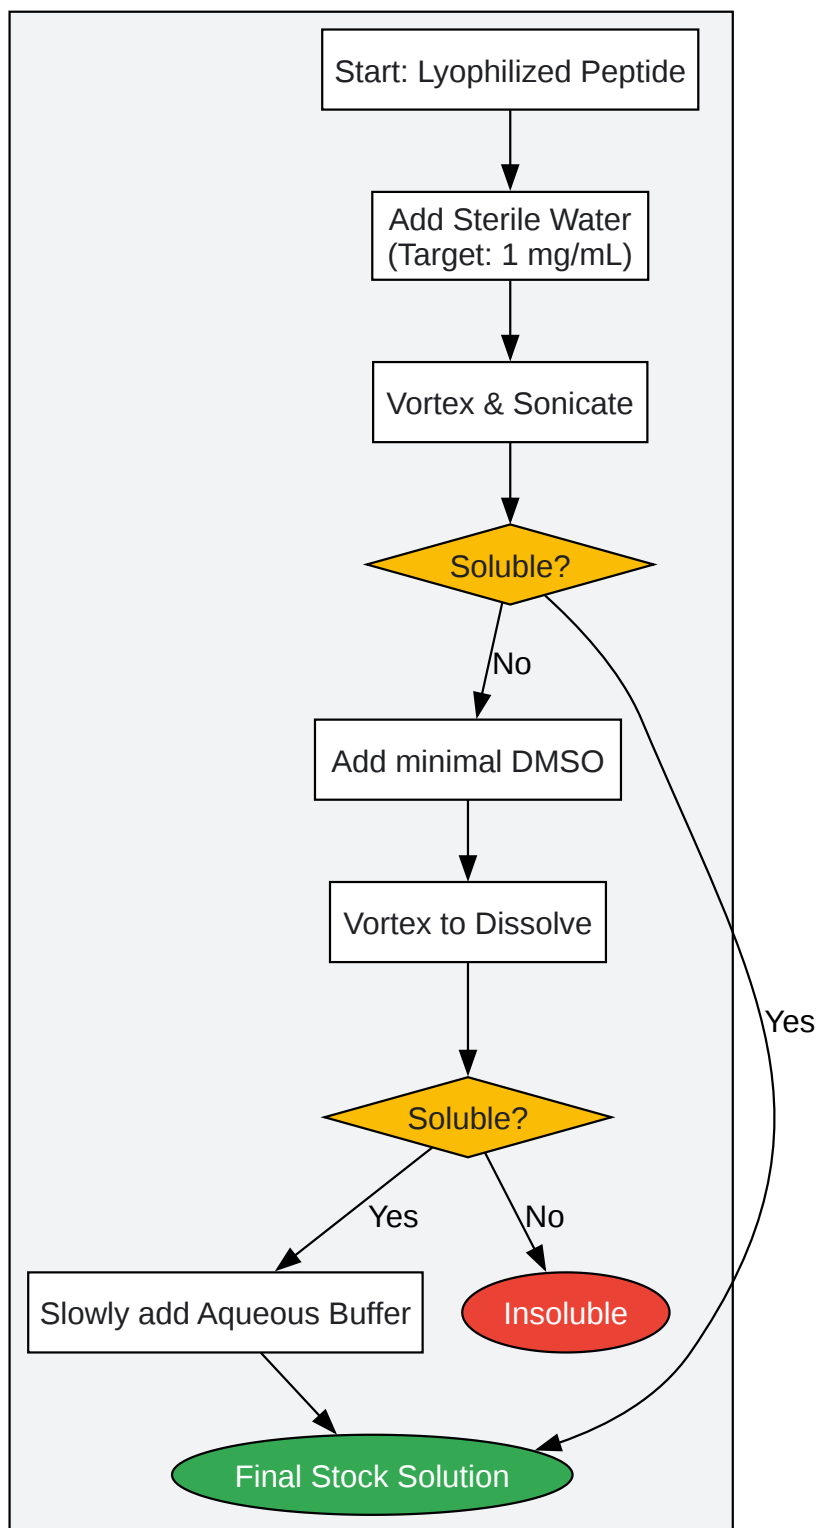 Start: Lyophilized Peptide
Add Sterile Water
(Target: 1 mg/mL)
Vortex & Sonicate
Soluble?
No
Add minimal DMSO
Vortex to Dissolve
Yes
Soluble?
Yes
No
Slowly add Aqueous Buffer
Insoluble
Final Stock Solution